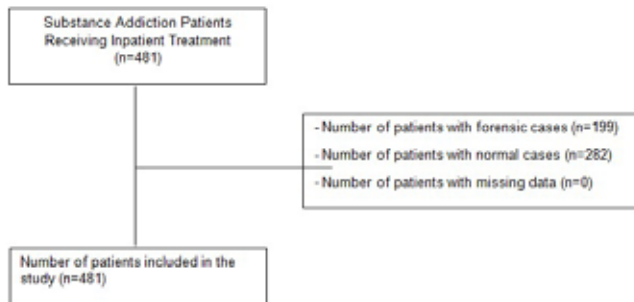 Substance Addiction Patients
Receiving Inpatient Treatment
(n=481)
- Number of patients with forensic cases (n=199)
- Number of patients with normal cases (n=282)
- Number of patients with missing data (n=0)
Number of patients included in the
study (n=481)